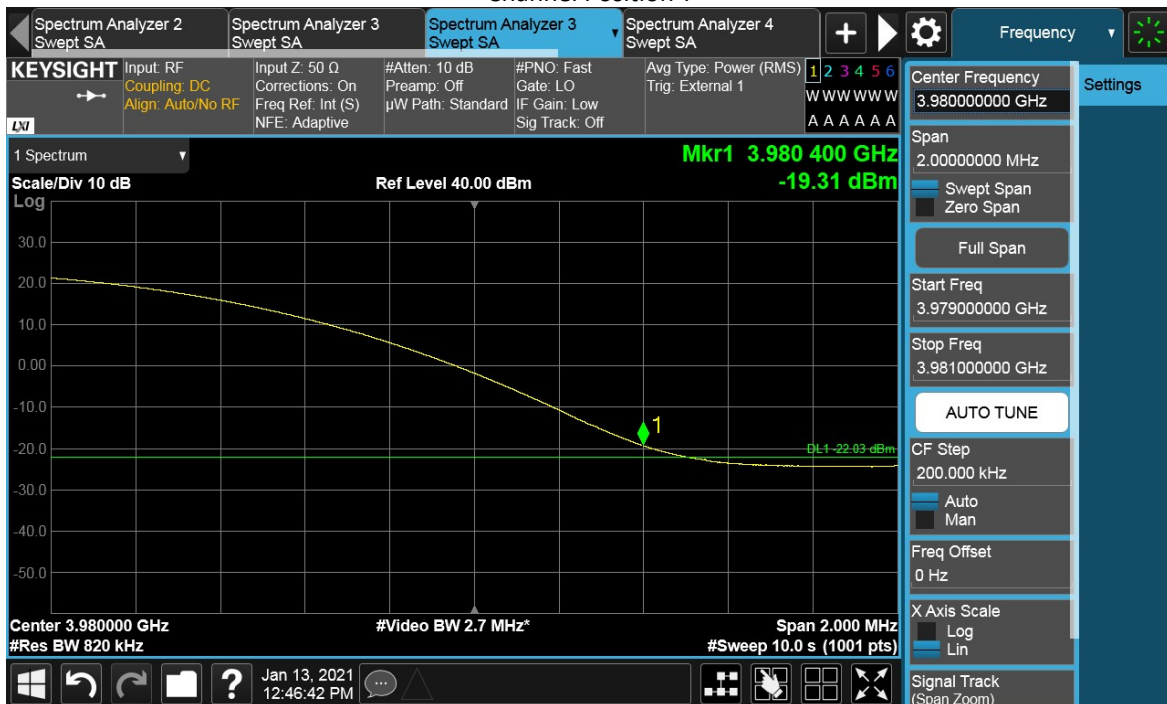 Spectrum Analyzer 2
Swept SA
Spectrum Analyzer 3
Swept SA
Spectrum Analyzer 3
Swept SA
Spectrum Analyzer 4
Swept SA
+
Frequency
KEYSIGHT
LXI
Input: RF
Coupling: DC
Align: Auto/No RF
Input Z: 50 Ω
Corrections: On
Freq Ref: Int (S)
NFE: Adaptive
#Atten: 10 dB
Preamp: Off
µW Path: Standard
#PNO: Fast
Gate: LO
IF Gain: Low
Sig Track: Off
Avg Type: Power (RMS)
Trig: External 1
1 2 3 4 5 6
W W W W W W
A A A A A A
1 Spectrum
Scale/Div 10 dB
Log
Ref Level 40.00 dBm
Mkr1 3.980 400 GHz
-19.31 dBm
30.0
20.0
10.0
0.00
-10.0
-20.0
-30.0
-40.0
-50.0
1
DL1 -22.03 dBm
Center 3.980000 GHz
#Res BW 820 kHz
#Video BW 2.7 MHz*
Span 2.000 MHz
#Sweep 10.0 s (1001 pts)
Center Frequency
3.980000000 GHz
Span
2.00000000 MHz
Swept Span
Zero Span
Full Span
Start Freq
3.979000000 GHz
Stop Freq
3.981000000 GHz
AUTO TUNE
CF Step
200.000 kHz
Auto
Man
Freq Offset
0 Hz
X Axis Scale
Log
Lin
Signal Track
(Span Zoom)
Settings
?
Jan 13, 2021
12:46:42 PM